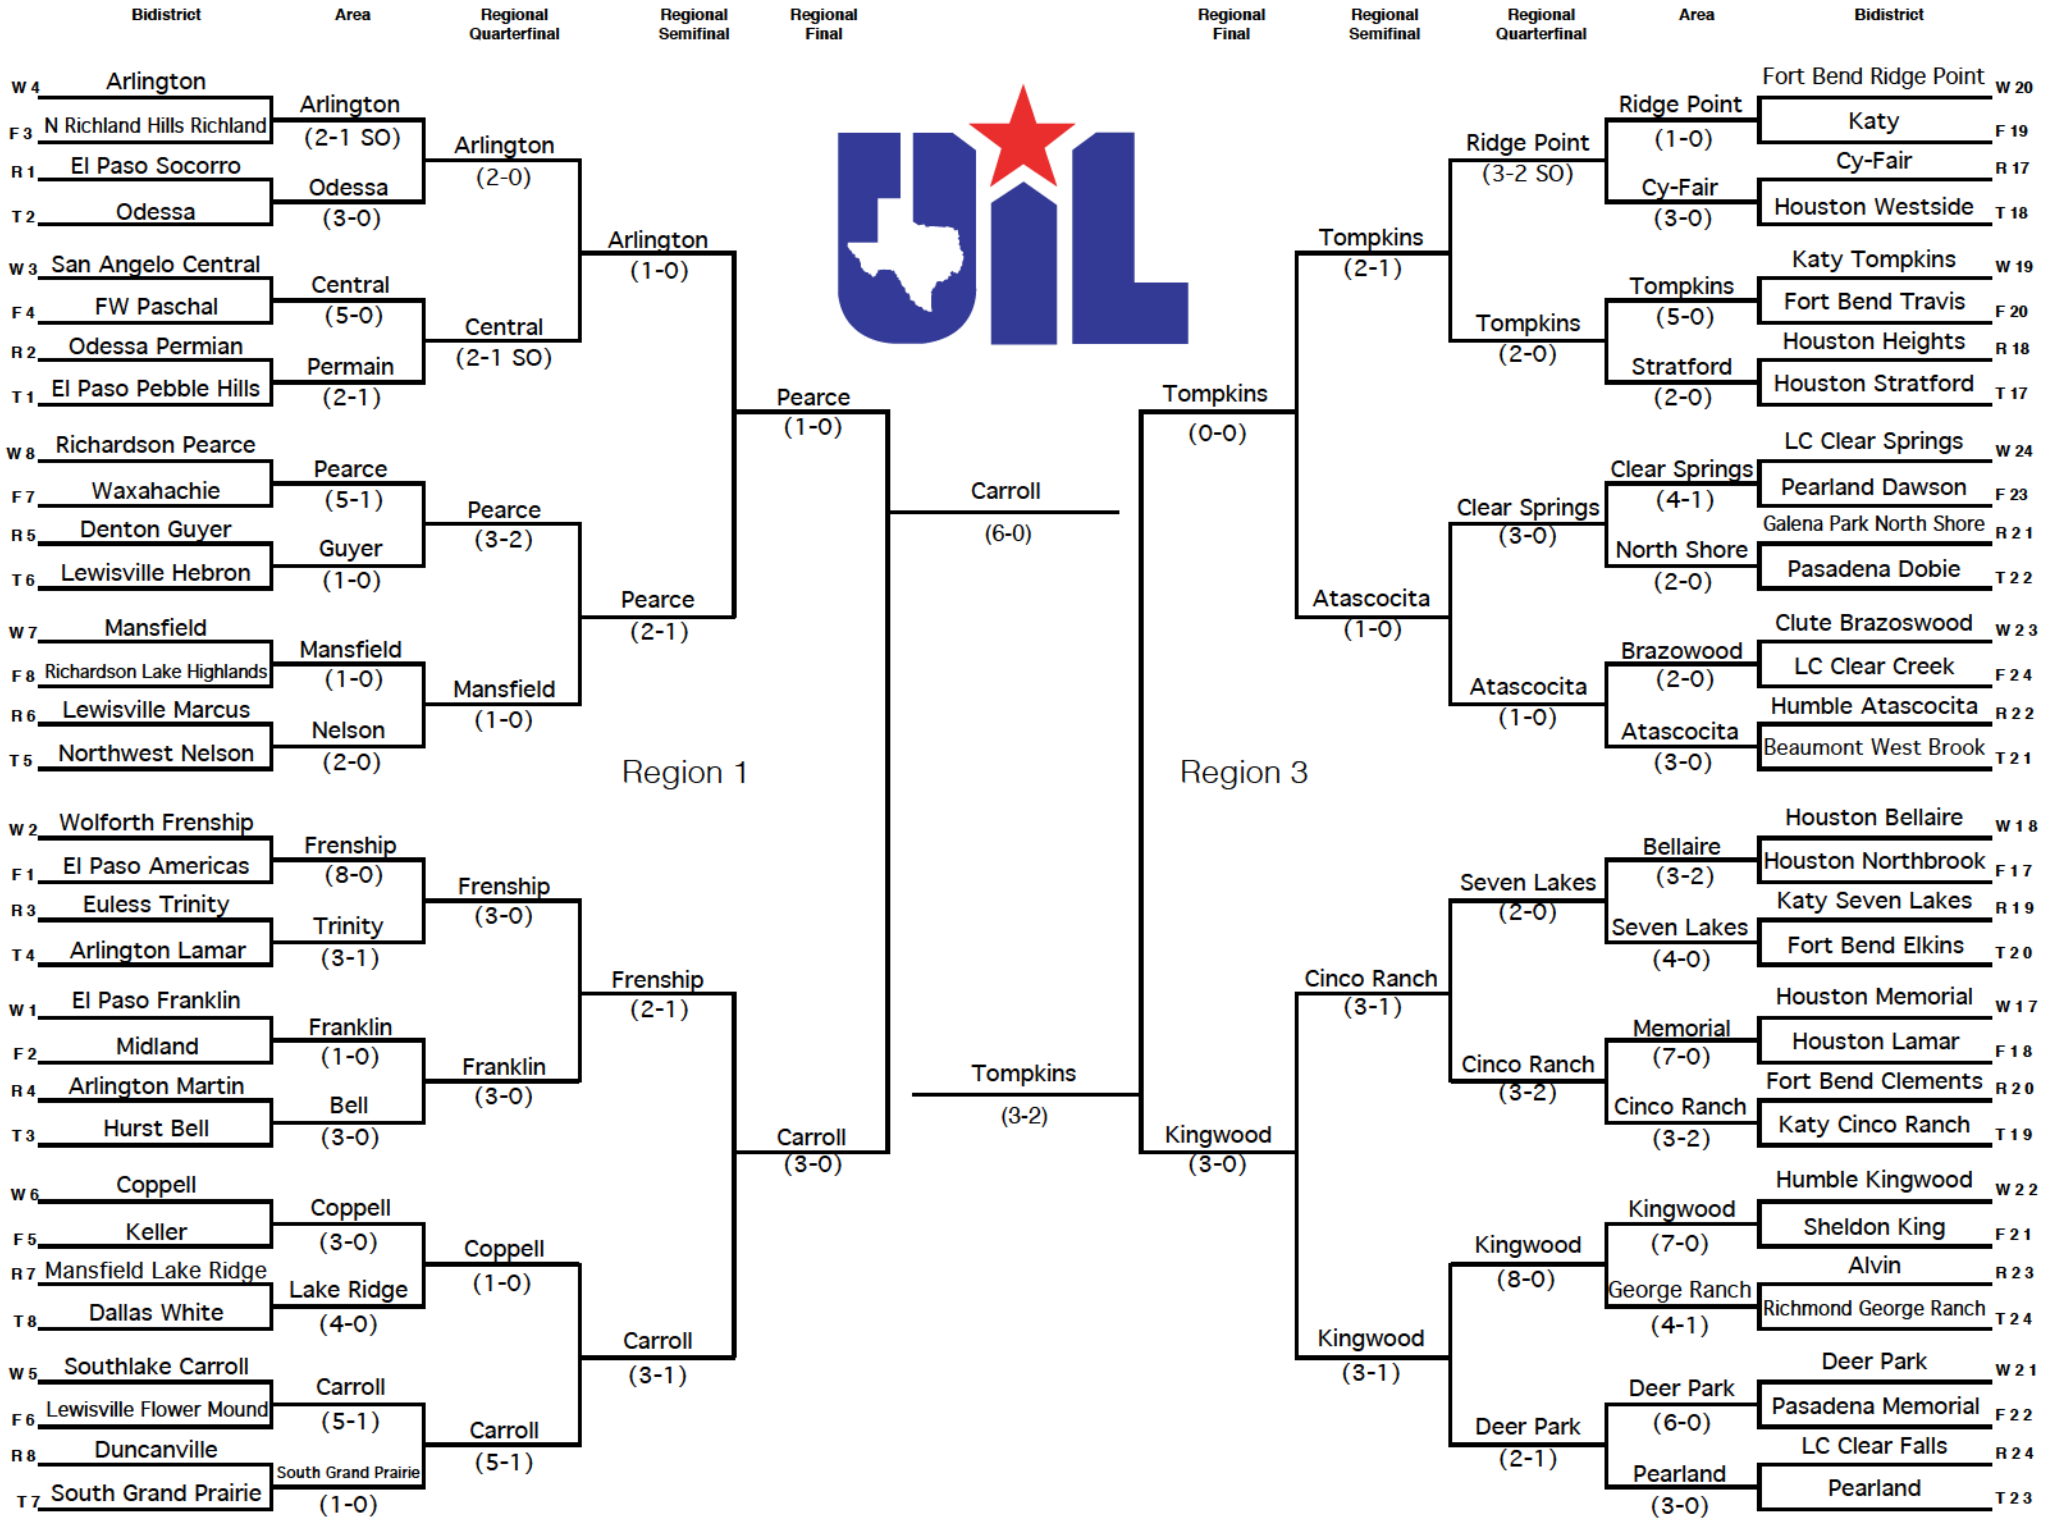 Bidistrict
Area
Regional
Quarterfinal
Regional
Semifinal
Regional
Final
Regional
Final
Regional
Semifinal
Regional
Quarterfinal
Area
Bidistrict
W 4
Arlington
F 3
N Richland Hills Richland
R 1
El Paso Socorro
T 2
Odessa
W 3
San Angelo Central
F 4
FW Paschal
R 2
Odessa Permian
T 1
El Paso Pebble Hills
W 8
Richardson Pearce
F 7
Waxahachie
R 5
Denton Guyer
T 6
Lewisville Hebron
W 7
Mansfield
F 8
Richardson Lake Highlands
R 6
Lewisville Marcus
T 5
Northwest Nelson
W 2
Wolforth Frenship
F 1
El Paso Americas
R 3
Euless Trinity
T 4
Arlington Lamar
W 1
El Paso Franklin
F 2
Midland
R 4
Arlington Martin
T 3
Hurst Bell
W 6
Coppell
F 5
Keller
R 7
Mansfield Lake Ridge
T 8
Dallas White
W 5
Southlake Carroll
F 6
Lewisville Flower Mound
R 8
Duncanville
T 7
South Grand Prairie
Arlington
(2-1 SO)
Odessa
(3-0)
Central
(5-0)
Permain
(2-1)
Pearce
(5-1)
Guyer
(1-0)
Mansfield
(1-0)
Nelson
(2-0)
Frenship
(8-0)
Trinity
(3-1)
Franklin
(1-0)
Bell
(3-0)
Coppell
(3-0)
Lake Ridge
(4-0)
Carroll
(5-1)
South Grand Prairie
(1-0)
Arlington
(2-0)
Central
(2-1 SO)
Pearce
(3-2)
Mansfield
(1-0)
Frenship
(3-0)
Franklin
(3-0)
Coppell
(1-0)
Carroll
(5-1)
Arlington
(1-0)
Pearce
(2-1)
Region 1
Frenship
(2-1)
Carroll
(3-1)
Pearce
(1-0)
Carroll
(3-0)
UIL
Carroll
(6-0)
Tompkins
(3-2)
Tompkins
(0-0)
Kingwood
(3-0)
Tompkins
(2-1)
Atascocita
(1-0)
Region 3
Cinco Ranch
(3-1)
Kingwood
(3-1)
Ridge Point
(3-2 SO)
Tompkins
(2-0)
Clear Springs
(3-0)
Atascocita
(1-0)
Seven Lakes
(2-0)
Cinco Ranch
(3-2)
Kingwood
(8-0)
Deer Park
(2-1)
Ridge Point
(1-0)
Cy-Fair
(3-0)
Tompkins
(5-0)
Stratford
(2-0)
Clear Springs
(4-1)
North Shore
(2-0)
Brazowood
(2-0)
Atascocita
(3-0)
Bellaire
(3-2)
Seven Lakes
(4-0)
Memorial
(7-0)
Cinco Ranch
(3-2)
Kingwood
(7-0)
George Ranch
(4-1)
Deer Park
(6-0)
Pearland
(3-0)
Fort Bend Ridge Point
W 20
Katy
F 19
Cy-Fair
R 17
Houston Westside
T 18
Katy Tompkins
W 19
Fort Bend Travis
F 20
Houston Heights
R 18
Houston Stratford
T 17
LC Clear Springs
W 24
Pearland Dawson
F 23
Galena Park North Shore
R 21
Pasadena Dobie
T 22
Clute Brazoswood
W 23
LC Clear Creek
F 24
Humble Atascocita
R 22
Beaumont West Brook
T 21
Houston Bellaire
W 18
Houston Northbrook
F 17
Katy Seven Lakes
R 19
Fort Bend Elkins
T 20
Houston Memorial
W 17
Houston Lamar
F 18
Fort Bend Clements
R 20
Katy Cinco Ranch
T 19
Humble Kingwood
W 22
Sheldon King
F 21
Alvin
R 23
Richmond George Ranch
T 24
Deer Park
W 21
Pasadena Memorial
F 22
LC Clear Falls
R 24
Pearland
T 23